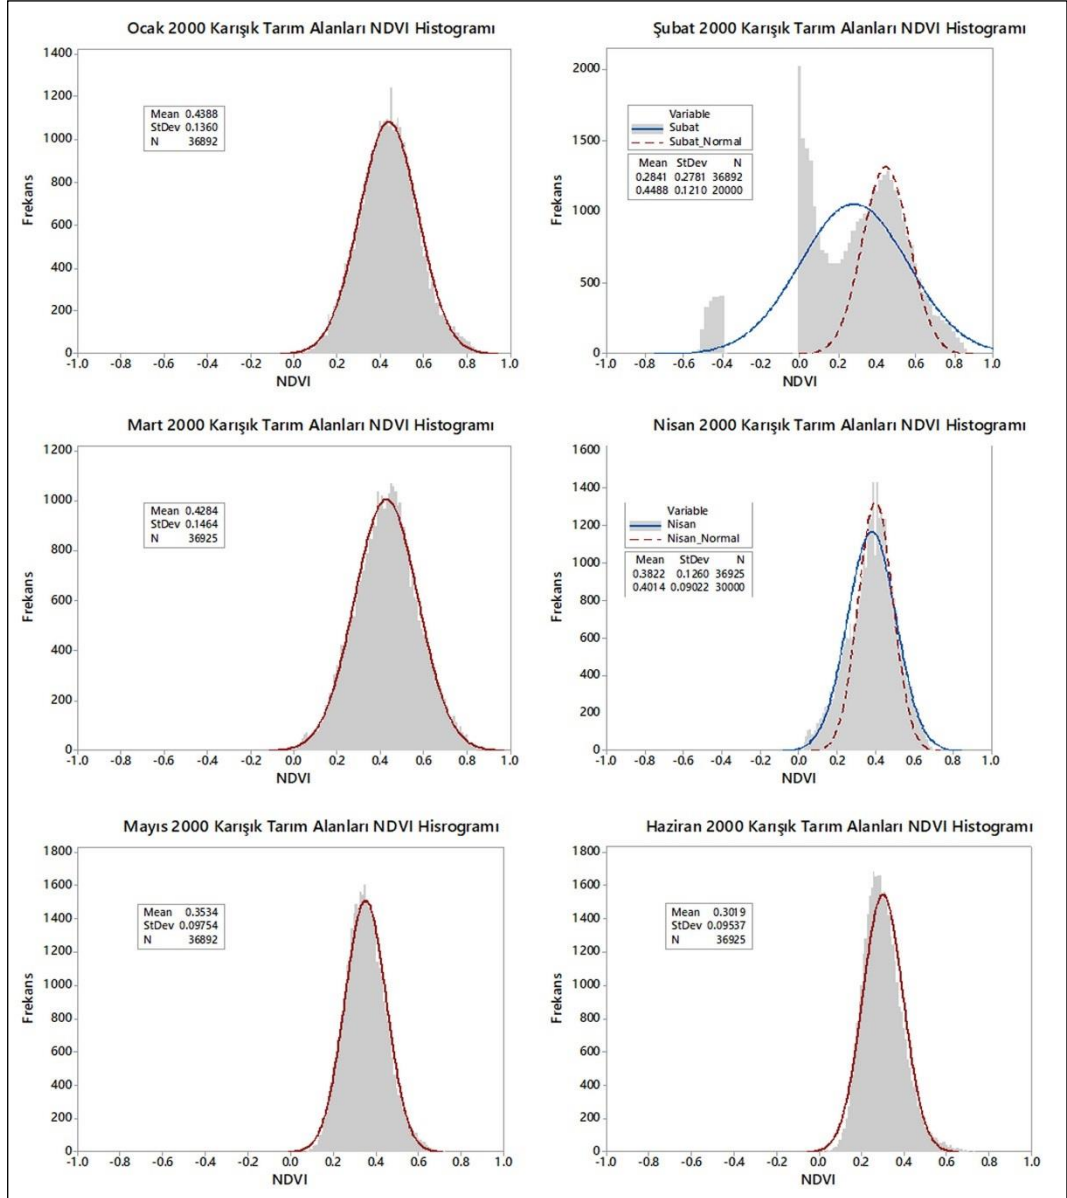 Ocak 2000 Karışık Tarım Alanları NDVI Histogramı
1400
1200
1000
800
600
400
200
0
Frekans
Mean 0.4388
StDev 0.1360
N 36892
-1.0 -0.8 -0.6 -0.4 -0.2 0.0 0.2 0.4 0.6 0.8 1.0
NDVI
Şubat 2000 Karışık Tarım Alanları NDVI Histogramı
2000
1500
1000
500
0
Frekans
Variable
Subat
Subat_Normal
Mean StDev N
0.2841 0.2781 36892
0.4488 0.1210 20000
-1.0 -0.8 -0.6 -0.4 -0.2 0.0 0.2 0.4 0.6 0.8 1.0
NDVI
Mart 2000 Karışık Tarım Alanları NDVI Histogramı
1200
1000
800
600
400
200
0
Frekans
Mean 0.4284
StDev 0.1464
N 36925
-1.0 -0.8 -0.6 -0.4 -0.2 0.0 0.2 0.4 0.6 0.8 1.0
NDVI
Nisan 2000 Karışık Tarım Alanları NDVI Histogramı
1600
1400
1200
1000
800
600
400
200
0
Frekans
Variable
Nisan
Nisan_Normal
Mean StDev N
0.3822 0.1260 36925
0.4014 0.09022 30000
-1.0 -0.8 -0.6 -0.4 -0.2 0.0 0.2 0.4 0.6 0.8 1.0
NDVI
Mayıs 2000 Karışık Tarım Alanları NDVI Hisrogramı
1800
1600
1400
1200
1000
800
600
400
200
0
Frekans
Mean 0.3534
StDev 0.09754
N 36892
-1.0 -0.8 -0.6 -0.4 -0.2 0.0 0.2 0.4 0.6 0.8 1.0
NDVI
Haziran 2000 Karışık Tarım Alanları NDVI Histogramı
1800
1600
1400
1200
1000
800
600
400
200
0
Frekans
Mean 0.3019
StDev 0.09537
N 36925
-1.0 -0.8 -0.6 -0.4 -0.2 0.0 0.2 0.4 0.6 0.8 1.0
NDVI